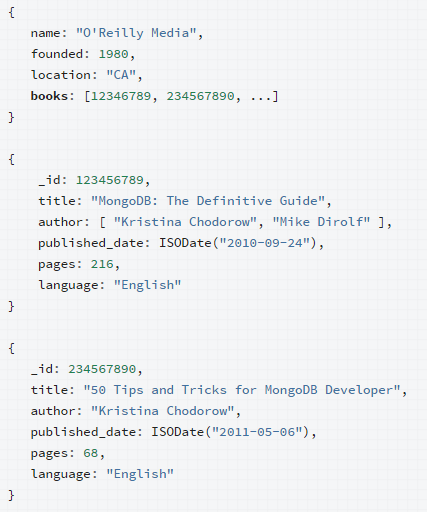 {
name: "O'Reilly Media",
founded: 1980,
location: "CA",
books: [12346789, 234567890, ...]
}
{
_id: 123456789,
title: "MongoDB: The Definitive Guide",
author: [ "Kristina Chodorow", "Mike Dirolf" ],
published_date: ISODate("2010-09-24"),
pages: 216,
language: "English"
}
{
_id: 234567890,
title: "50 Tips and Tricks for MongoDB Developer",
author: "Kristina Chodorow",
published_date: ISODate("2011-05-06"),
pages: 68,
language: "English"
}